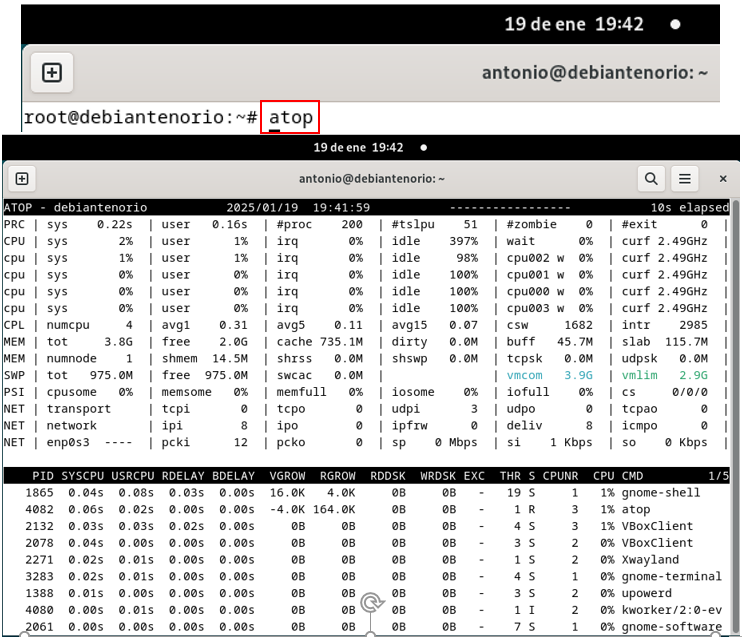 19 de ene 19:42
antonio@debiantenorio: ~
root@debiantenorio:~# atop
19 de ene 19:42
antonio@debiantenorio: ~
ATOP - debiantenorio 2025/01/19 19:41:59 ----------------- 10s elapsed
PRC | sys 0.22s | user 0.16s | #proc 200 | #tslpu 51 | #zombie 0 | #exit 0 |
CPU | sys 2% | user 1% | irq 0% | idle 397% | wait 0% | curf 2.49GHz |
cpu | sys 1% | user 1% | irq 0% | idle 98% | cpu002 w 0% | curf 2.49GHz |
cpu | sys 0% | user 0% | irq 0% | idle 100% | cpu001 w 0% | curf 2.49GHz |
cpu | sys 0% | user 0% | irq 0% | idle 100% | cpu000 w 0% | curf 2.49GHz |
cpu | sys 0% | user 0% | irq 0% | idle 100% | cpu003 w 0% | curf 2.49GHz |
CPL | numcpu 4 | avg1 0.31 | avg5 0.11 | avg15 0.07 | csw 1682 | intr 2985 |
MEM | tot 3.8G | free 2.0G | cache 735.1M | dirty 0.0M | buff 45.7M | slab 115.7M |
MEM | numnode 1 | shmem 14.5M | shrss 0.0M | shswp 0.0M | tcpsk 0.0M | udpsk 0.0M |
SWP | tot 975.0M | free 975.0M | swcac 0.0M | | vmcom 3.9G | vmlim 2.9G |
PSI | cpusome 0% | memsome 0% | memfull 0% | iosome 0% | iofull 0% | cs 0/0/0 |
NET | transport | tcpi 0 | tcpo 0 | udpi 3 | udpo 0 | tcpao 0 |
NET | network | ipi 8 | ipo 0 | ipfrw 0 | deliv 8 | icmpo 0 |
NET | enp0s3 ---- | pcki 12 | pcko 0 | sp 0 Mbps | si 1 Kbps | so 0 Kbps |
PID SYSCPU USRCPU RDELAY BDELAY VGROW RGROW RDDSK WRDSK EXC THR S CPUNR CPU CMD 1/5
1865 0.04s 0.08s 0.03s 0.00s 16.0K 4.0K 0B 0B - 19 S 1 1% gnome-shell
4082 0.06s 0.02s 0.00s 0.00s -4.0K 164.0K 0B 0B - 1 R 3 1% atop
2132 0.03s 0.03s 0.02s 0.00s 0B 0B 0B 0B - 4 S 3 1% VBoxClient
2078 0.04s 0.00s 0.00s 0.00s 0B 0B 0B 0B - 3 S 2 0% VBoxClient
2271 0.02s 0.01s 0.00s 0.00s 0B 0B 0B 0B - 1 S 2 0% Xwayland
3283 0.02s 0.01s 0.00s 0.00s 0B 0B 0B 0B - 4 S 1 0% gnome-terminal
1388 0.01s 0.00s 0.00s 0.00s 0B 0B 0B 0B - 3 S 2 0% upowerd
4080 0.01s 0.00s 0.00s 0.00s 0B 0B 0B 0B - 1 I 2 0% kworker/2:0-ev
2061 0.00s 0.01s 0.00s 0.00s 0B 0B 0B 0B - 7 S 1 0% gnome-software